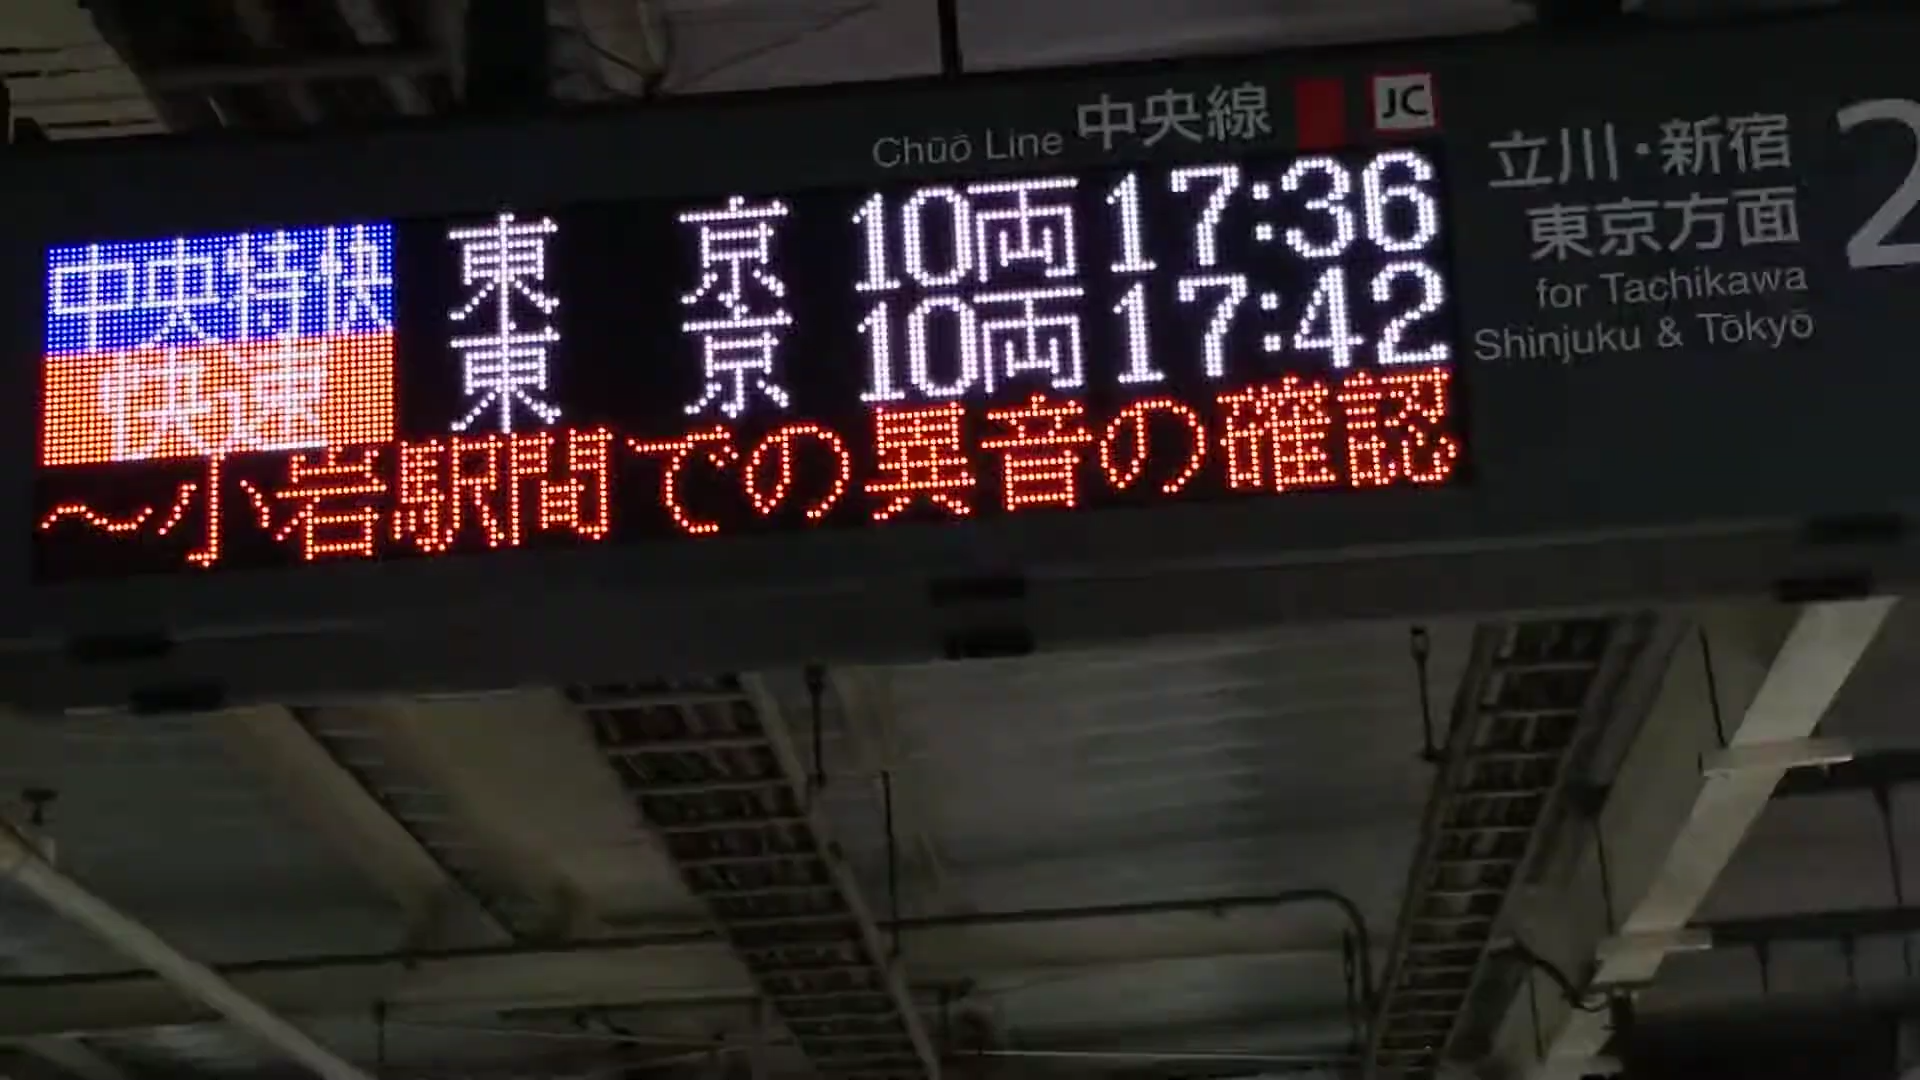 Chūō Line 中央線 JC
中央特快 東京 10両 17:36
快速 東京 10両 17:42
～小岩駅間での異音の確認
立川・新宿
東京方面
for Tachikawa
Shinjuku & Tōkyō
2